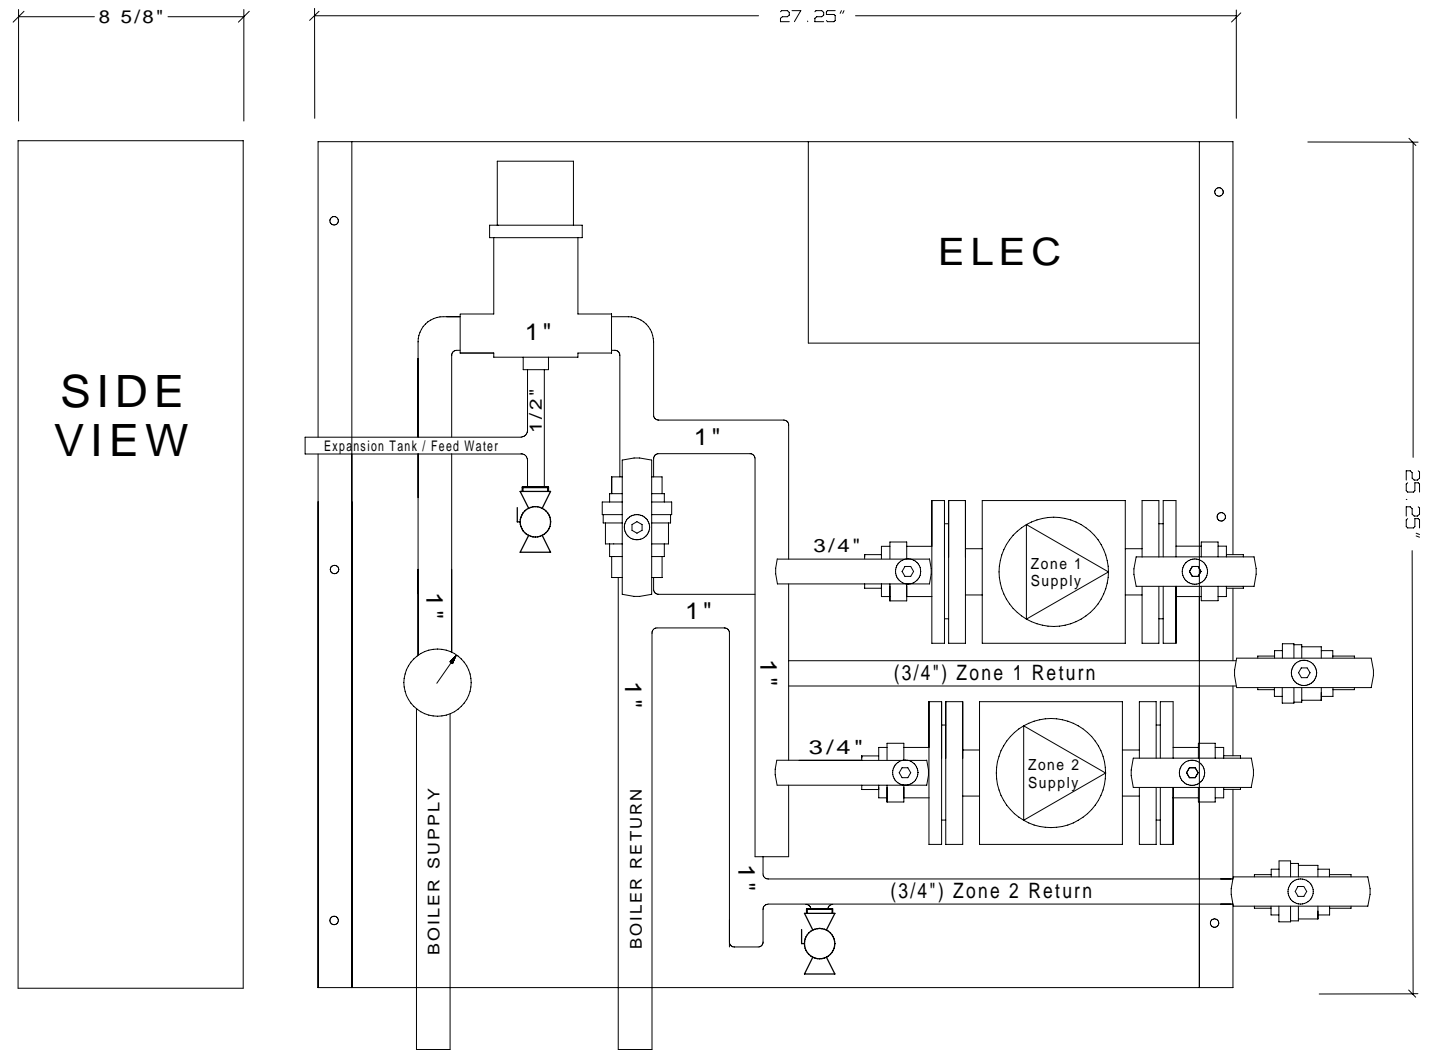 8 5/8"
27.25"
ELEC
1"
SIDE
VIEW
1/2"
1"
Expansion Tank / Feed Water
25.25"
3/4"
Zone 1
Supply
1"
1"
1"
(3/4") Zone 1 Return
1"
3/4"
Zone 2
Supply
BOILER SUPPLY
BOILER RETURN
1"
(3/4") Zone 2 Return